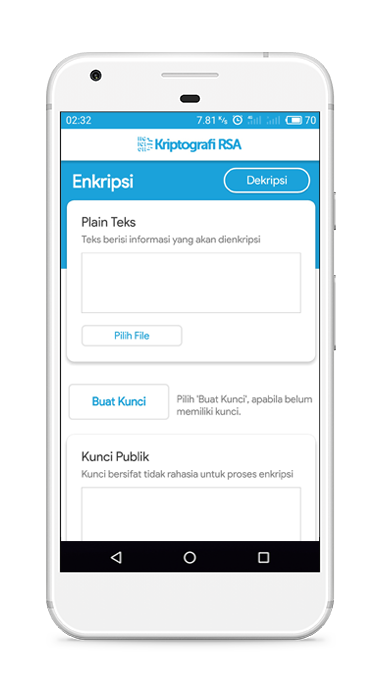 02:32
7.81 K/s
70
Kriptografi RSA
Enkripsi
Dekripsi
Plain Teks
Teks berisi informasi yang akan dienkripsi
Pilih File
Buat Kunci
Pilih 'Buat Kunci', apabila belum
memiliki kunci.
Kunci Publik
Kunci bersifat tidak rahasia untuk proses enkripsi